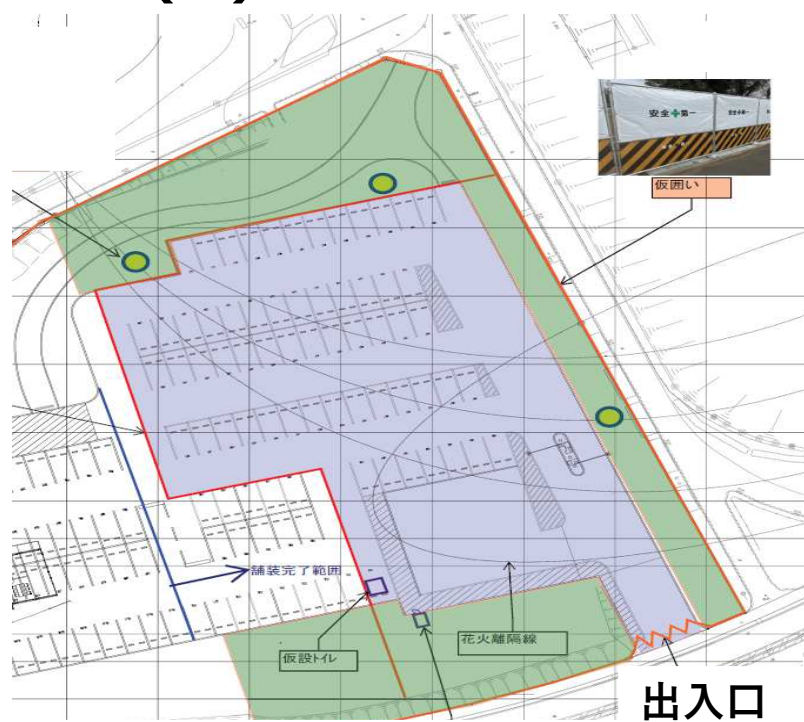 安全✚第一
安全✚第一
仮囲い
舗装完了範囲
仮設トイレ
花火離隔線
出入口